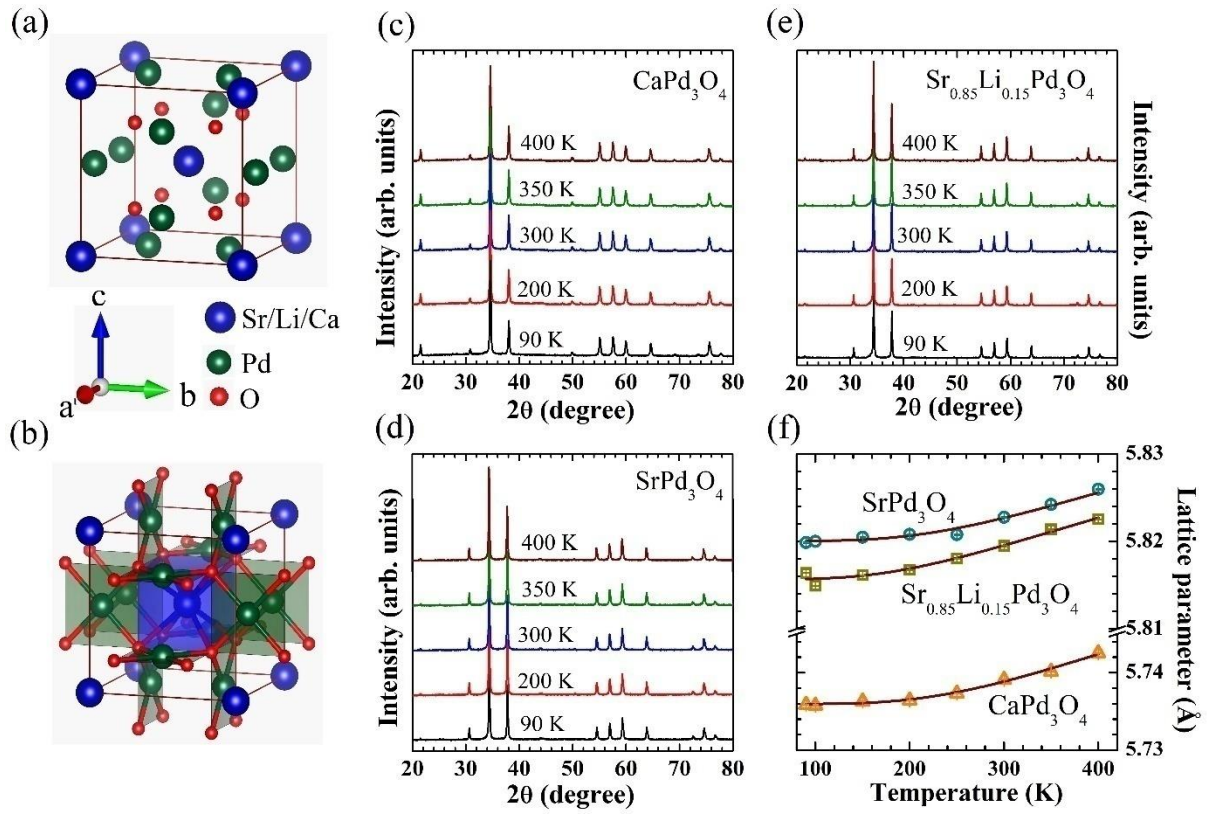 (a)
c
a
b
Sr/Li/Ca
Pd
O
(b)
(c)
CaPd₃O₄
400 K
350 K
300 K
200 K
90 K
Intensity (arb. units)
20 30 40 50 60 70 80
2θ (degree)
(d)
SrPd₃O₄
400 K
350 K
300 K
200 K
90 K
Intensity (arb. units)
20 30 40 50 60 70 80
2θ (degree)
(e)
Sr₀.₈₅Li₀.₁₅Pd₃O₄
400 K
350 K
300 K
200 K
90 K
Intensity (arb. units)
20 30 40 50 60 70 80
2θ (degree)
(f)
SrPd₃O₄
Sr₀.₈₅Li₀.₁₅Pd₃O₄
CaPd₃O₄
5.83
5.82
5.81
5.74
5.73
Lattice parameter (Å)
100 200 300 400
Temperature (K)